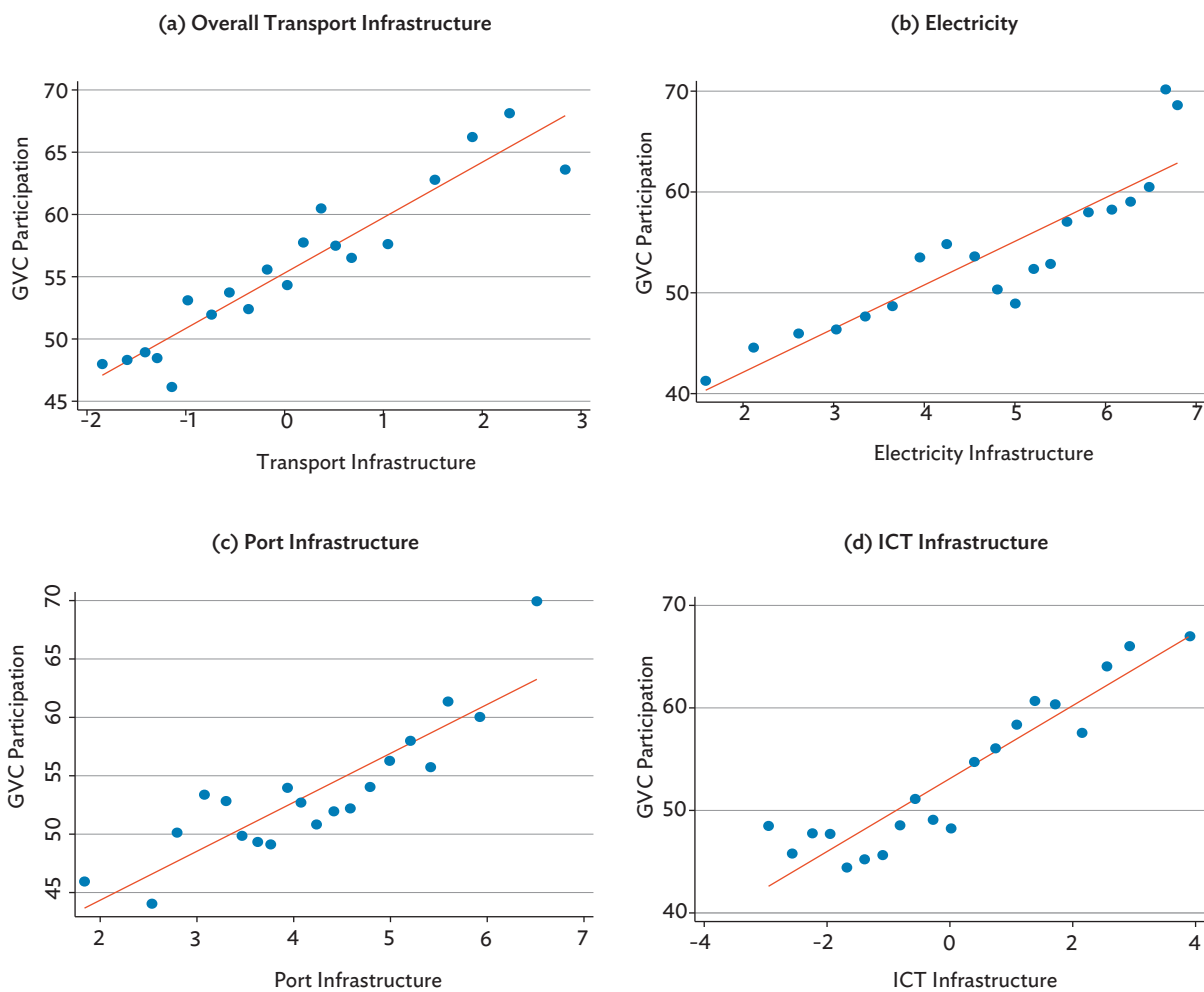 (a) Overall Transport Infrastructure
70
65
60
55
50
45
GVC Participation
-2 -1 0 1 2 3
Transport Infrastructure
(b) Electricity
70
60
50
40
GVC Participation
2 3 4 5 6 7
Electricity Infrastructure
(c) Port Infrastructure
70
65
60
55
50
45
GVC Participation
2 3 4 5 6 7
Port Infrastructure
(d) ICT Infrastructure
70
60
50
40
GVC Participation
-4 -2 0 2 4
ICT Infrastructure